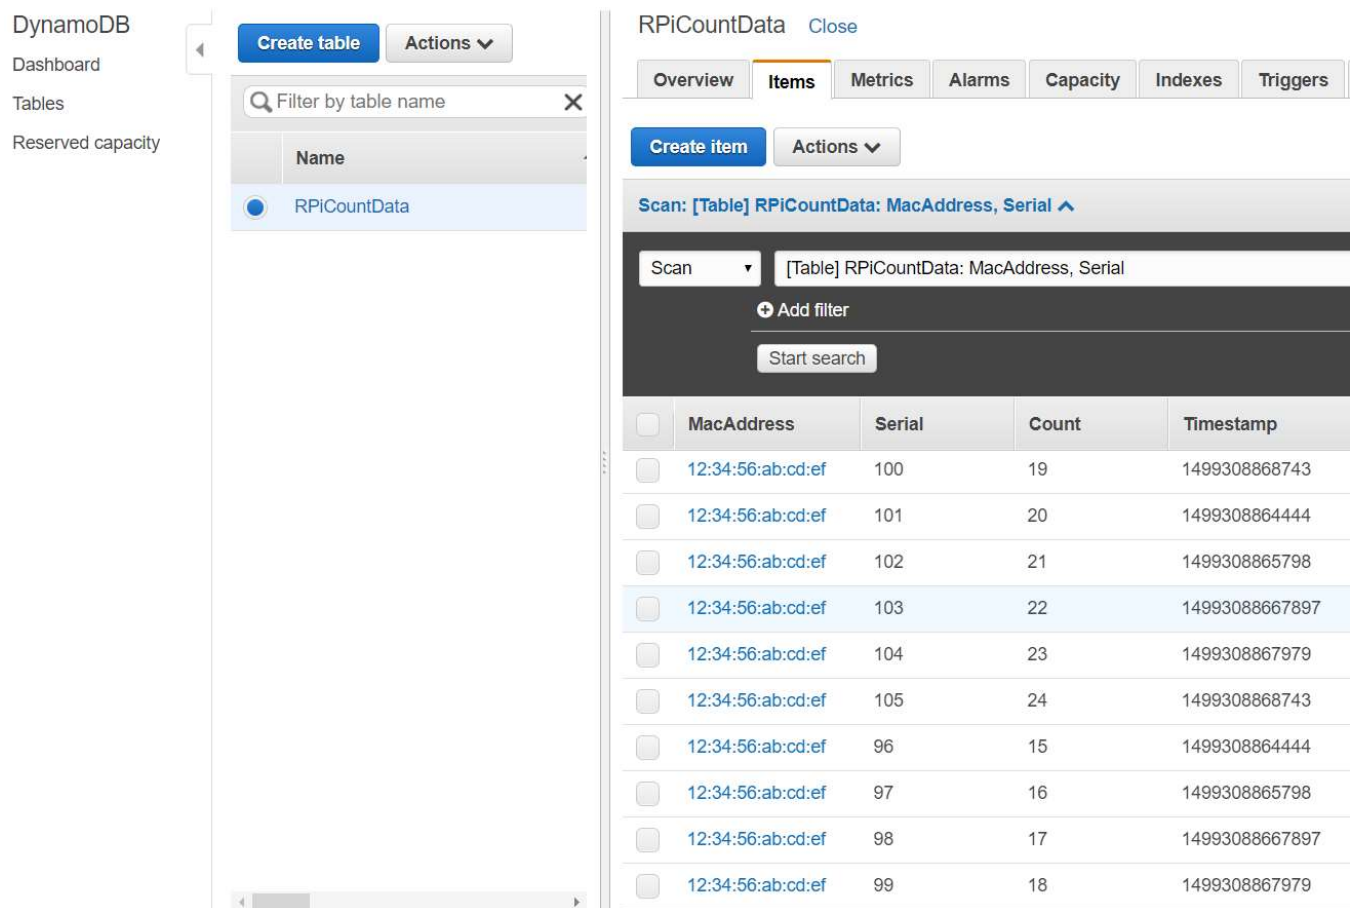 DynamoDB
Dashboard
Tables
Reserved capacity
Create table Actions
Filter by table name
Name
RPiCountData
RPiCountData Close
Overview Items Metrics Alarms Capacity Indexes Triggers
Create item Actions
Scan: [Table] RPiCountData: MacAddress, Serial
Scan [Table] RPiCountData: MacAddress, Serial
Add filter
Start search
MacAddress Serial Count Timestamp
12:34:56:ab:cd:ef 100 19 1499308868743
12:34:56:ab:cd:ef 101 20 1499308864444
12:34:56:ab:cd:ef 102 21 1499308865798
12:34:56:ab:cd:ef 103 22 14993088667897
12:34:56:ab:cd:ef 104 23 1499308867979
12:34:56:ab:cd:ef 105 24 1499308868743
12:34:56:ab:cd:ef 96 15 1499308864444
12:34:56:ab:cd:ef 97 16 1499308865798
12:34:56:ab:cd:ef 98 17 14993088667897
12:34:56:ab:cd:ef 99 18 1499308867979